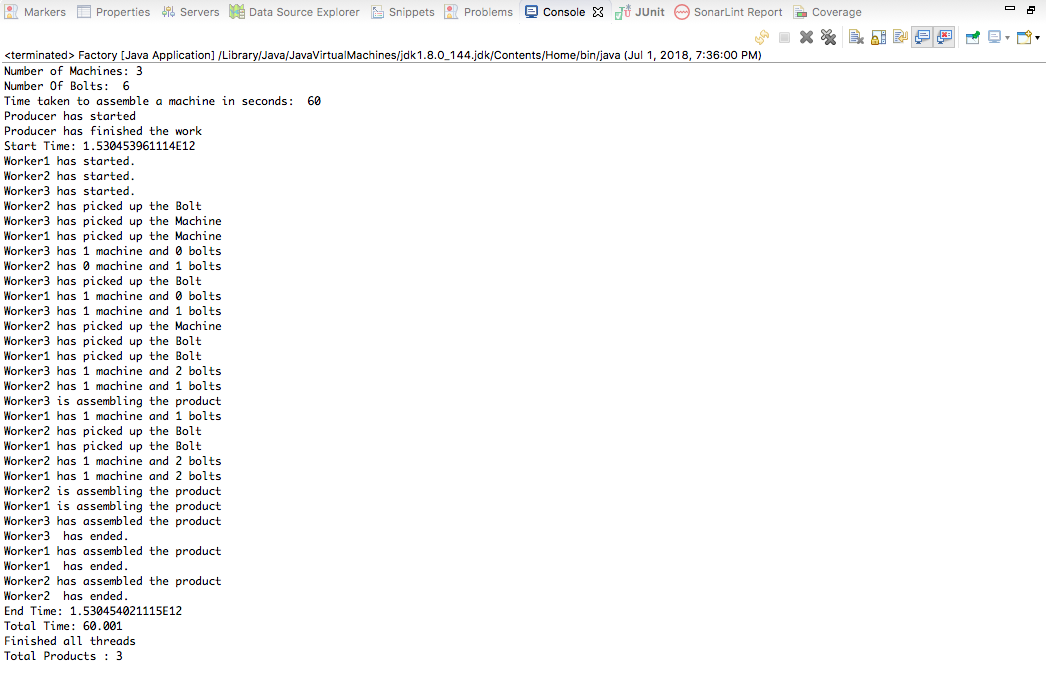 Markers Properties Servers Data Source Explorer Snippets Problems Console JUnit SonarLint Report Coverage
<terminated> Factory [Java Application] /Library/Java/JavaVirtualMachines/jdk1.8.0_144.jdk/Contents/Home/bin/java (Jul 1, 2018, 7:36:00 PM)
Number of Machines: 3
Number Of Bolts:  6
Time taken to assemble a machine in seconds:  60
Producer has started
Producer has finished the work
Start Time: 1.530453961114E12
Worker1 has started.
Worker2 has started.
Worker3 has started.
Worker2 has picked up the Bolt
Worker3 has picked up the Machine
Worker1 has picked up the Machine
Worker3 has 1 machine and 0 bolts
Worker2 has 0 machine and 1 bolts
Worker3 has picked up the Bolt
Worker1 has 1 machine and 0 bolts
Worker3 has 1 machine and 1 bolts
Worker2 has picked up the Machine
Worker3 has picked up the Bolt
Worker1 has picked up the Bolt
Worker3 has 1 machine and 2 bolts
Worker2 has 1 machine and 1 bolts
Worker3 is assembling the product
Worker1 has 1 machine and 1 bolts
Worker2 has picked up the Bolt
Worker1 has picked up the Bolt
Worker2 has 1 machine and 2 bolts
Worker1 has 1 machine and 2 bolts
Worker2 is assembling the product
Worker1 is assembling the product
Worker3 has assembled the product
Worker3  has ended.
Worker1 has assembled the product
Worker1  has ended.
Worker2 has assembled the product
Worker2  has ended.
End Time: 1.530454021115E12
Total Time: 60.001
Finished all threads
Total Products : 3